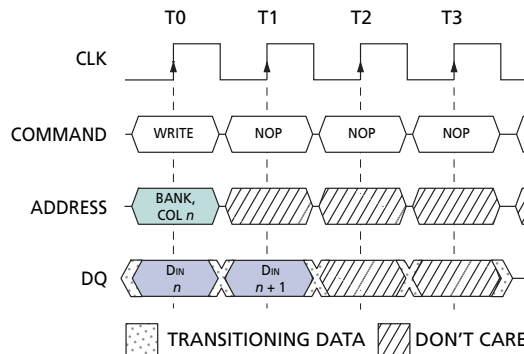 T0 T1 T2 T3
CLK
COMMAND WRITE NOP NOP NOP
ADDRESS BANK,
COL n
DQ DIN
n DIN
n + 1
TRANSITIONING DATA DON'T CARE